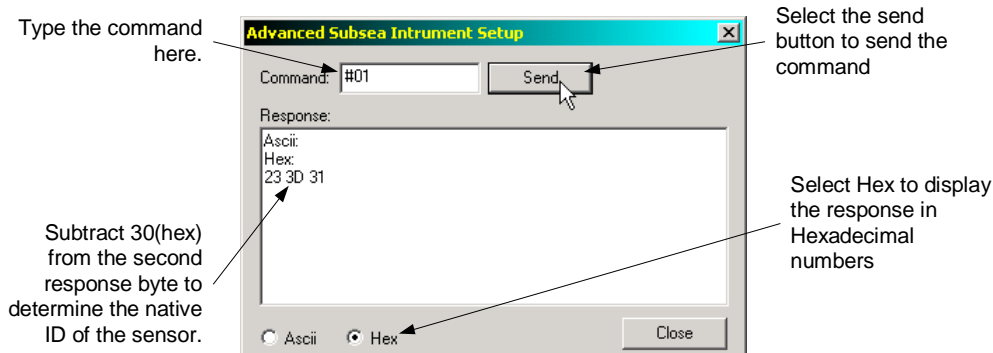 Type the command
here.
Select the send
button to send the
command
Advanced Subsea Intrument Setup
Command:
#01
Send
Response:
Ascii:
Hex:
23 3D 31
Subtract 30(hex)
from the second
response byte to
determine the native
ID of the sensor.
Select Hex to display
the response in
Hexadecimal
numbers
Ascii
Hex
Close